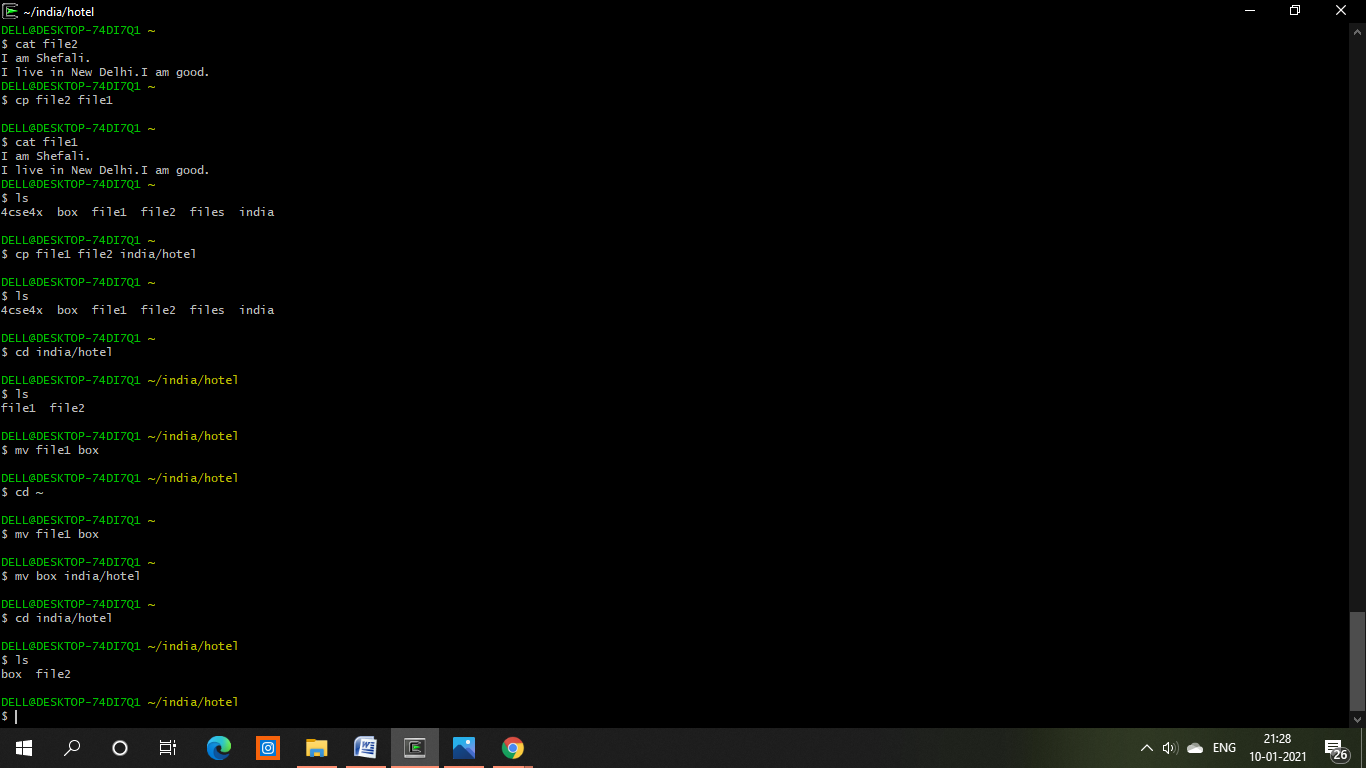 ~/india/hotel
DELL@DESKTOP-74DI7Q1 ~
$ cat file2
I am Shefali.
I live in New Delhi.I am good.
DELL@DESKTOP-74DI7Q1 ~
$ cp file2 file1
DELL@DESKTOP-74DI7Q1 ~
$ cat file1
I am Shefali.
I live in New Delhi.I am good.
DELL@DESKTOP-74DI7Q1 ~
$ ls
4cse4x  box  file1  file2  files  india
DELL@DESKTOP-74DI7Q1 ~
$ cp file1 file2 india/hotel
DELL@DESKTOP-74DI7Q1 ~
$ ls
4cse4x  box  file1  file2  files  india
DELL@DESKTOP-74DI7Q1 ~
$ cd india/hotel
DELL@DESKTOP-74DI7Q1 ~/india/hotel
$ ls
file1  file2
DELL@DESKTOP-74DI7Q1 ~/india/hotel
$ mv file1 box
DELL@DESKTOP-74DI7Q1 ~/india/hotel
$ cd ~
DELL@DESKTOP-74DI7Q1 ~
$ mv file1 box
DELL@DESKTOP-74DI7Q1 ~
$ mv box india/hotel
DELL@DESKTOP-74DI7Q1 ~
$ cd india/hotel
DELL@DESKTOP-74DI7Q1 ~/india/hotel
$ ls
box  file2
DELL@DESKTOP-74DI7Q1 ~/india/hotel
$
ENG
21:28
10-01-2021
26